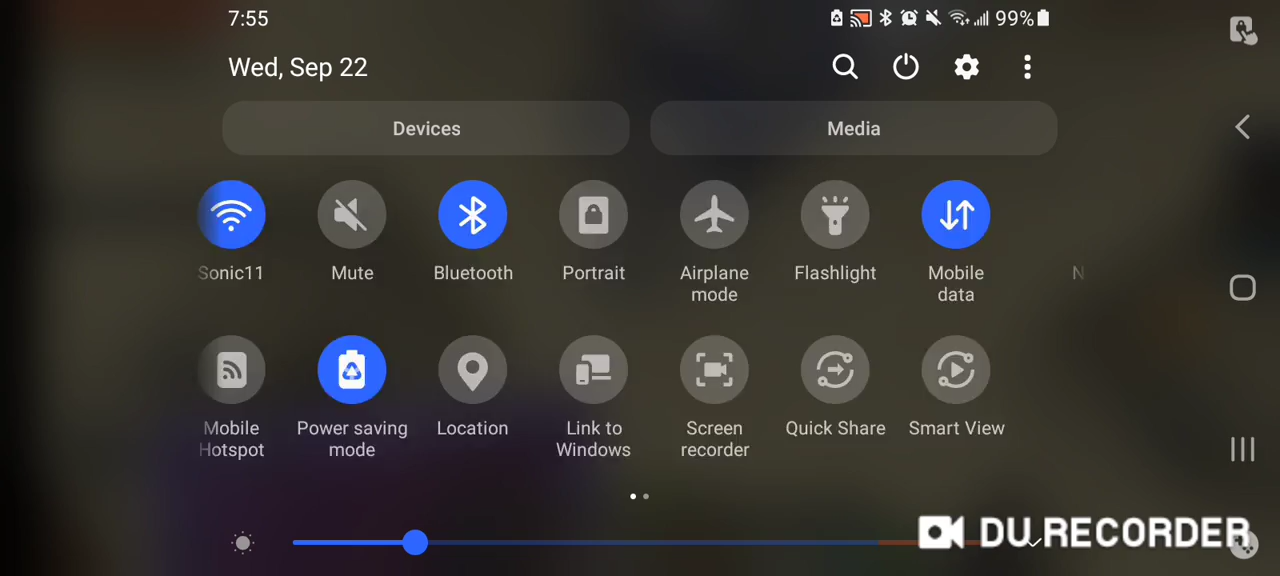 7:55
99%
Wed, Sep 22
Devices
Media
Sonic11
Mute
Bluetooth
Portrait
Airplane
mode
Flashlight
Mobile
data
N
Mobile
Hotspot
Power saving
mode
Location
Link to
Windows
Screen
recorder
Quick Share
Smart View
DU RECORDER